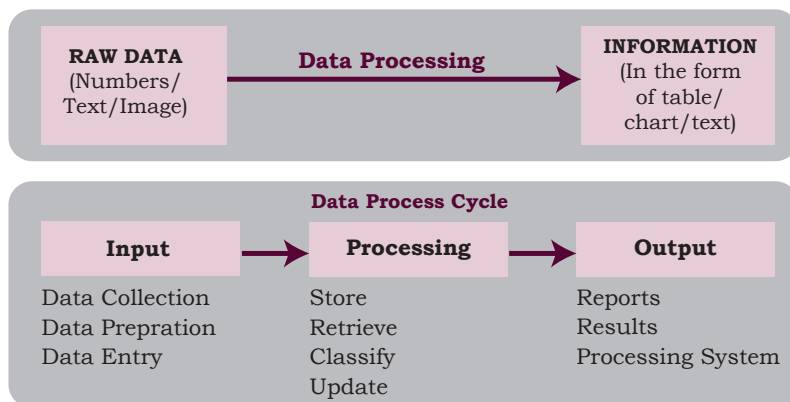 RAW DATA
(Numbers/
Text/Image)
Data Processing
INFORMATION
(In the form
of table/
chart/text)
Data Process Cycle
Input
Data Collection
Data Prepration
Data Entry
Processing
Store
Retrieve
Classify
Update
Output
Reports
Results
Processing System